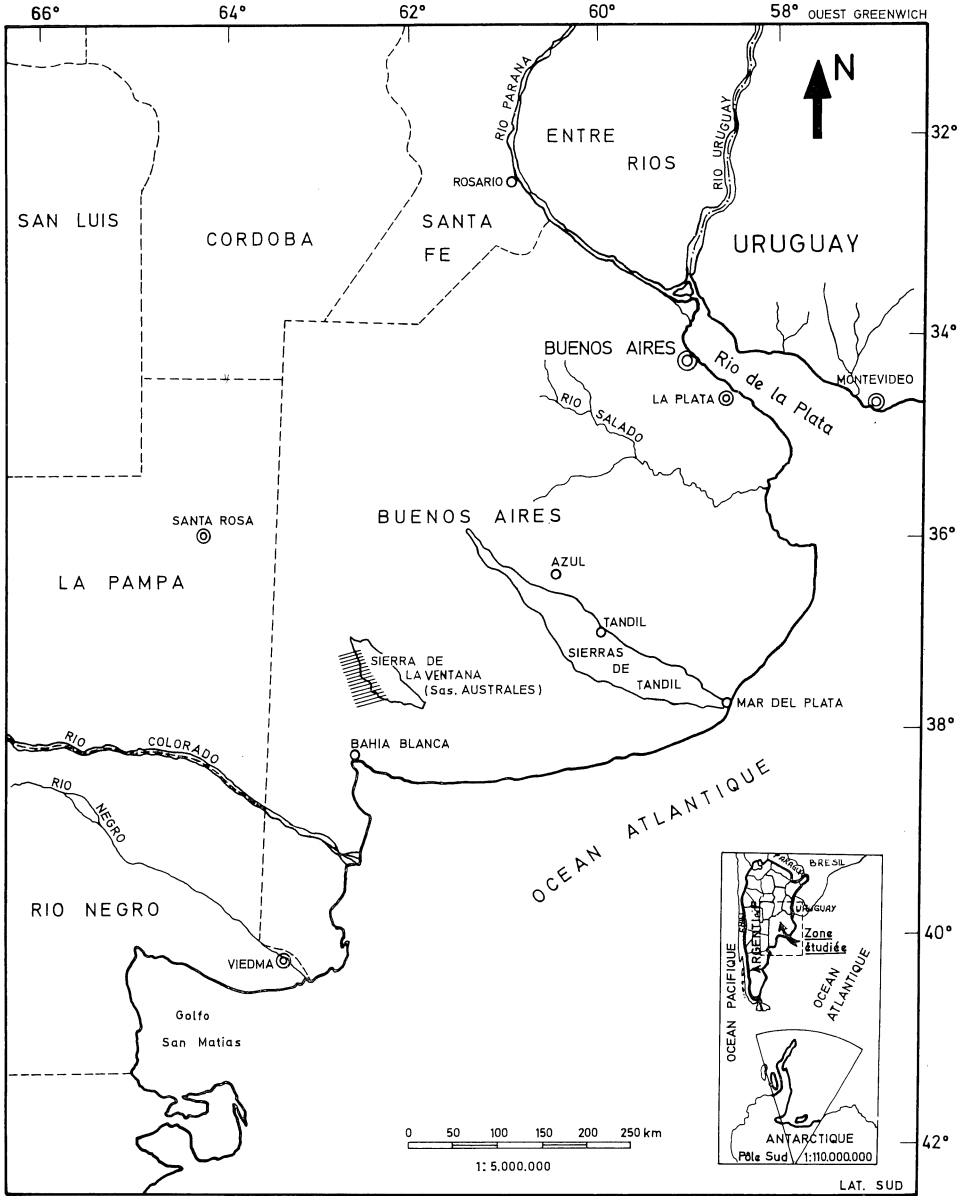 66° 64° 62° 60° 58° OUEST GREENWICH
N
RIO PARANA
RIO URUGUAY
ENTRE
RIOS
32°
ROSARIO
SAN LUIS
CORDOBA
SANTA
FE
URUGUAY
34°
BUENOS AIRES
Rio de la Plata
MONTEVIDEO
LA PLATA
RIO SALADO
SANTA ROSA
BUENOS AIRES
36°
AZUL
LA PAMPA
TANDIL
SIERRAS
DE
TANDIL
SIERRA DE
LA VENTANA
(Sas. AUSTRALES)
MAR DEL PLATA
38°
RIO COLORADO
BAHIA BLANCA
RIO NEGRO
OCEAN ATLANTIQUE
RIO NEGRO
40°
VIEDMA
Golfo
San Matias
BRESIL
URUGUAY
CHILI
ARGENTINE
Zone
étudiée
OCEAN PACIFIQUE
OCEAN
ATLANTIQUE
ANTARCTIQUE
Pôle Sud 1:110.000.000
0 50 100 150 200 250 km
1: 5.000.000
42°
LAT. SUD